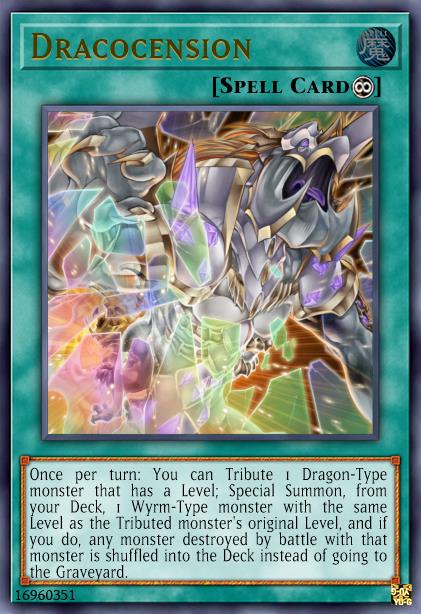 Dracocension
魔
[Spell Card∞]
Once per turn: You can Tribute 1 Dragon-Type
monster that has a Level; Special Summon, from
your Deck, 1 Wyrm-Type monster with the same
Level as the Tributed monster's original Level, and if
you do, any monster destroyed by battle with that
monster is shuffled into the Deck instead of going to
the Graveyard.
16960351